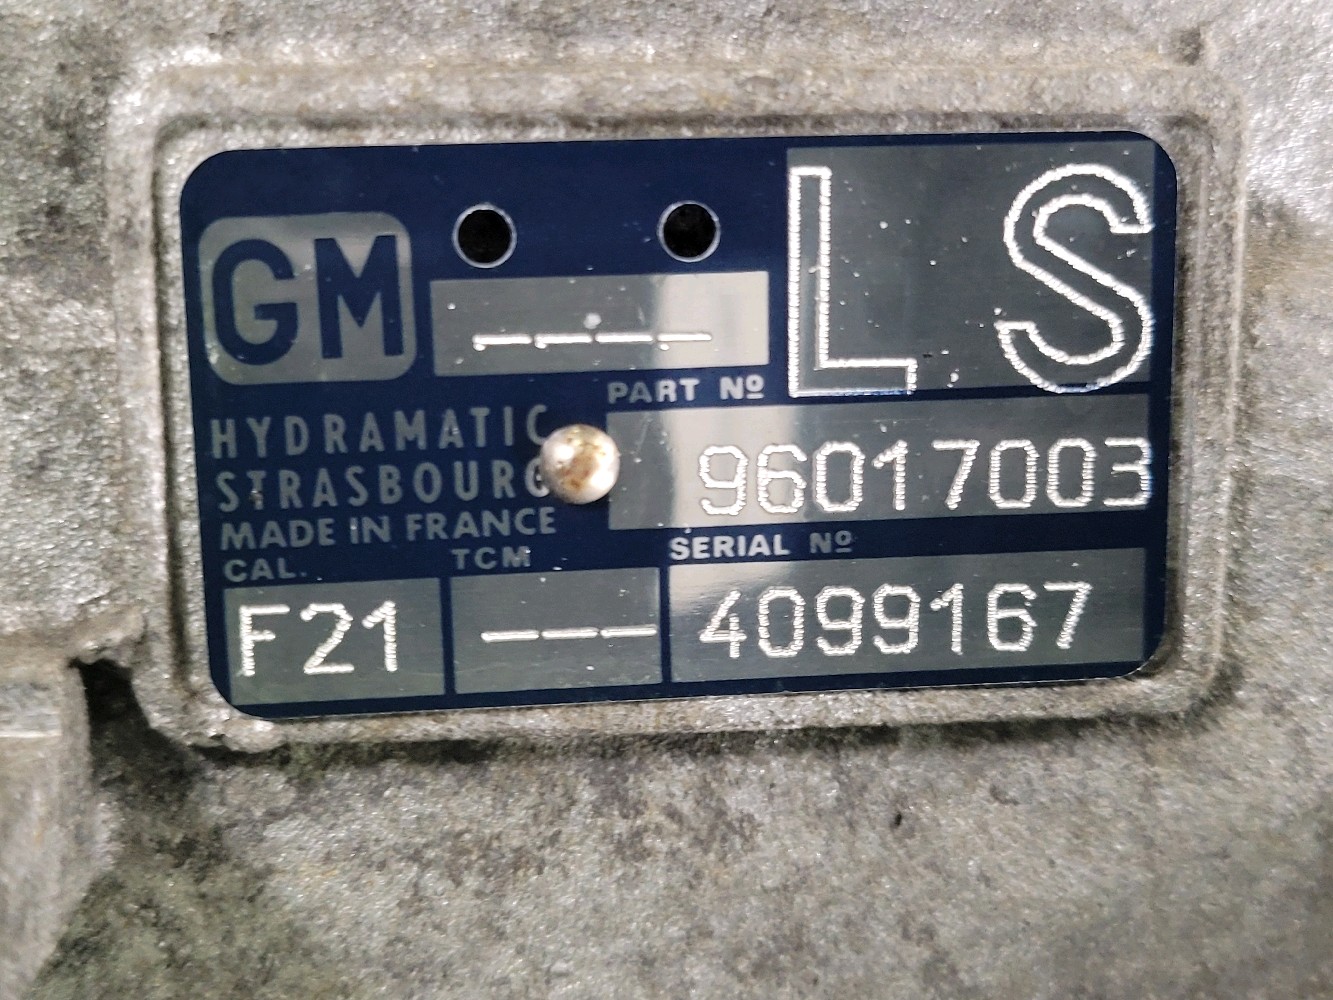 GM
----
LS
PART Nº
HYDRAMATIC
96017003
STRASBOURG
MADE IN FRANCE
CAL.
TCM
SERIAL Nº
F21
---
4099167